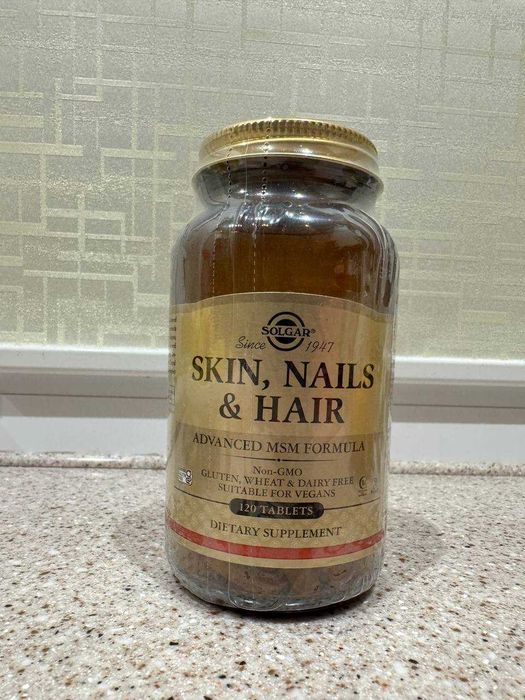 SOLGAR®
Since 1947
SKIN, NAILS
& HAIR
ADVANCED MSM FORMULA
Non-GMO
GLUTEN, WHEAT & DAIRY FREE
SUITABLE FOR VEGANS
120 TABLETS
DIETARY SUPPLEMENT